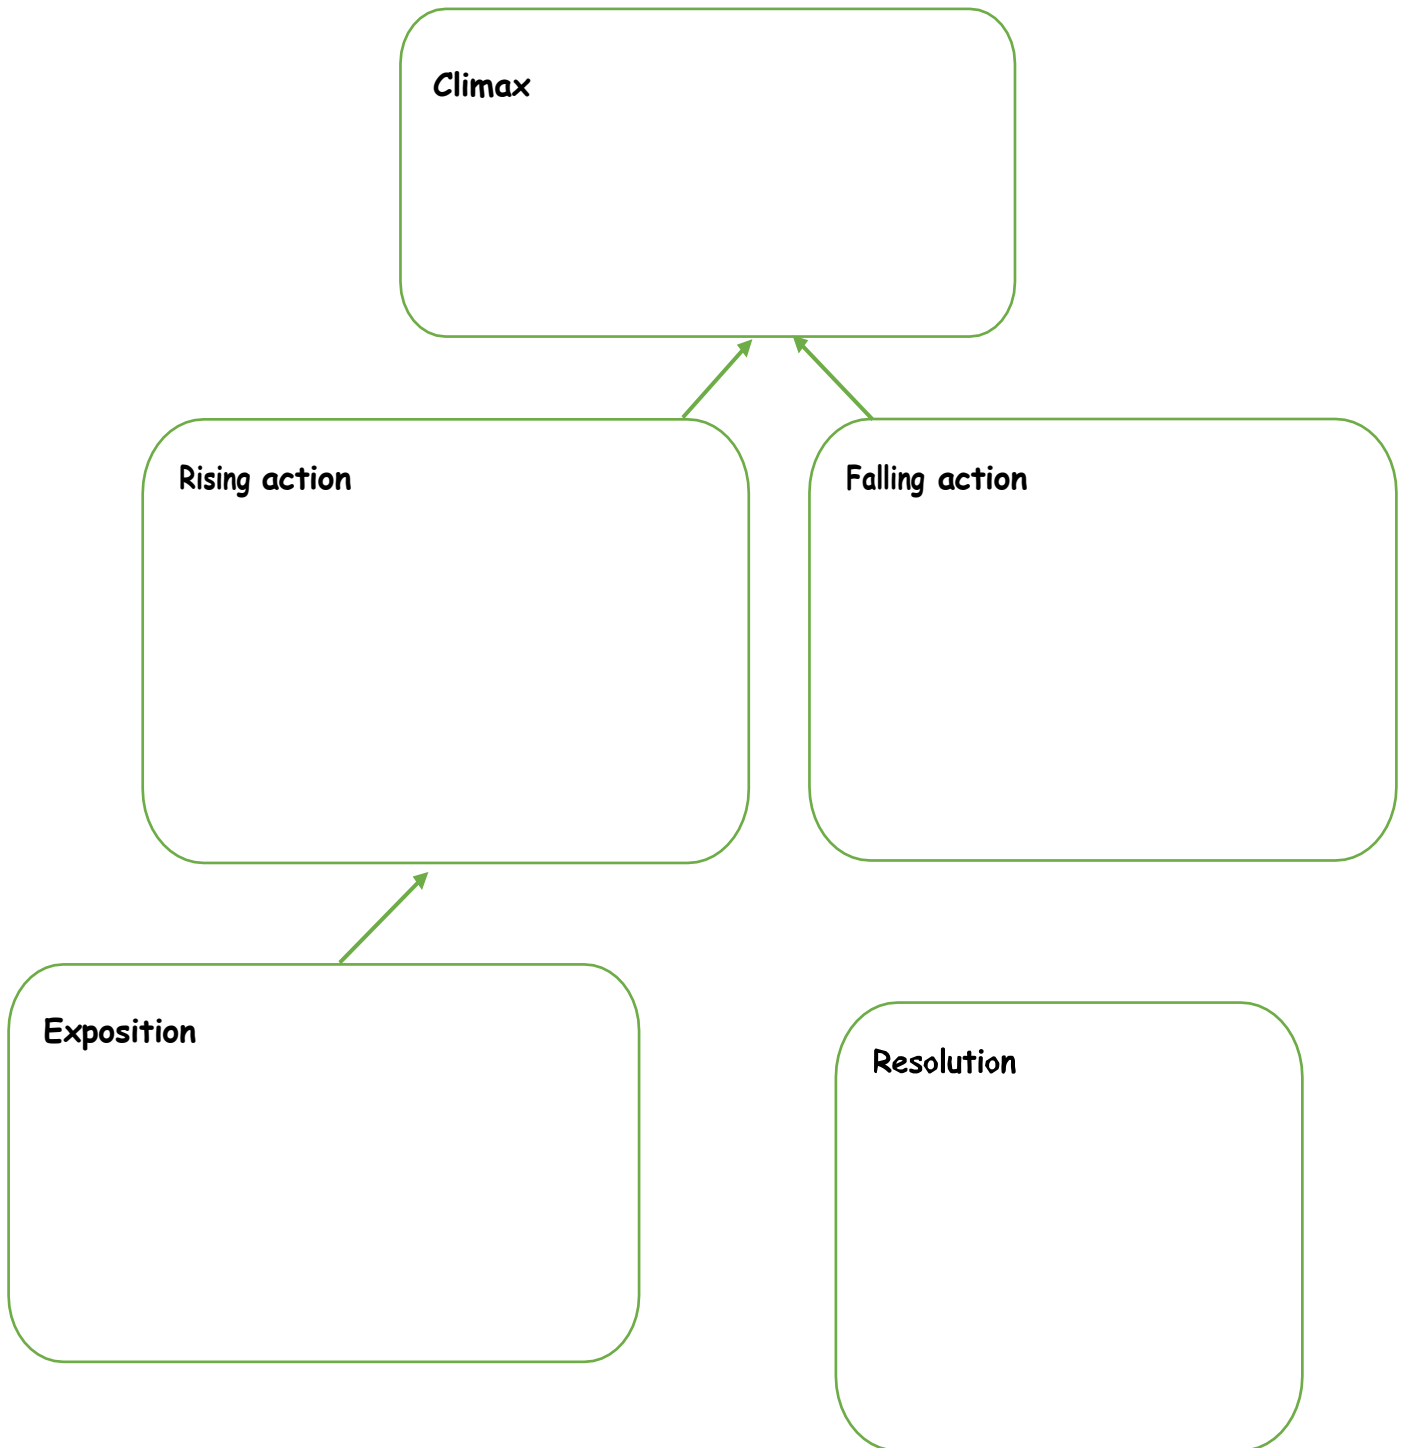 Climax
Rising action
Falling action
Exposition
Resolution